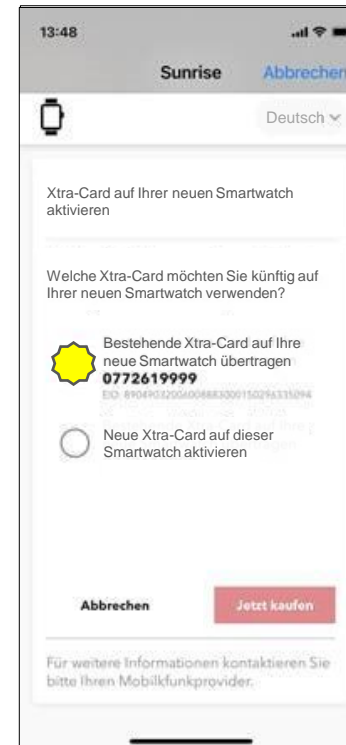 13:48
Sunrise
Abbrechen
Deutsch
Xtra-Card auf Ihrer neuen Smartwatch
aktivieren
Welche Xtra-Card möchten Sie künftig auf
Ihrer neuen Smartwatch verwenden?
Bestehende Xtra-Card auf Ihre
neue Smartwatch übertragen
0772619999
EID:
Neue Xtra-Card auf dieser
Smartwatch aktivieren
Abbrechen
Jetzt kaufen
Für weitere Informationen kontaktieren Sie
bitte Ihren Mobilfunkprovider.